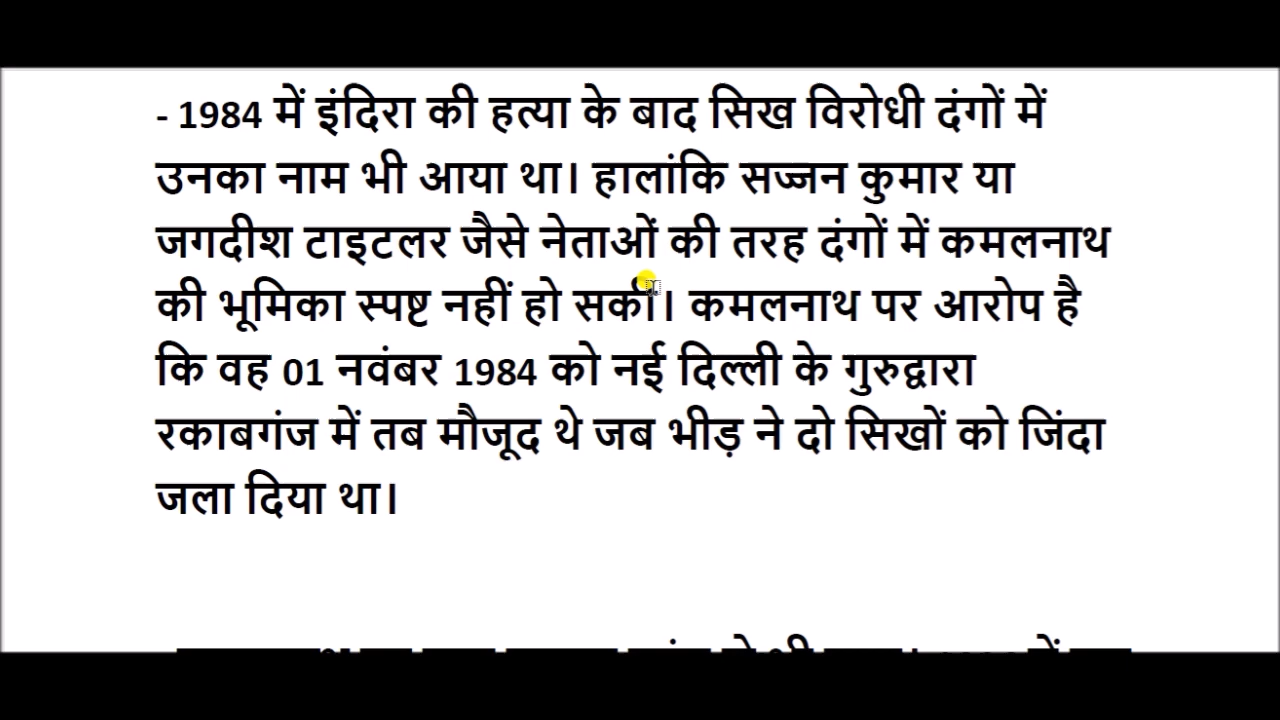 - 1984 में इंदिरा की हत्या के बाद सिख विरोधी दंगों में
उनका नाम भी आया था। हालांकि सज्जन कुमार या
जगदीश टाइटलर जैसे नेताओं की तरह दंगों में कमलनाथ
की भूमिका स्पष्ट नहीं हो सकी। कमलनाथ पर आरोप है
कि वह 01 नवंबर 1984 को नई दिल्ली के गुरुद्वारा
रकाबगंज में तब मौजूद थे जब भीड़ ने दो सिखों को जिंदा
जला दिया था।